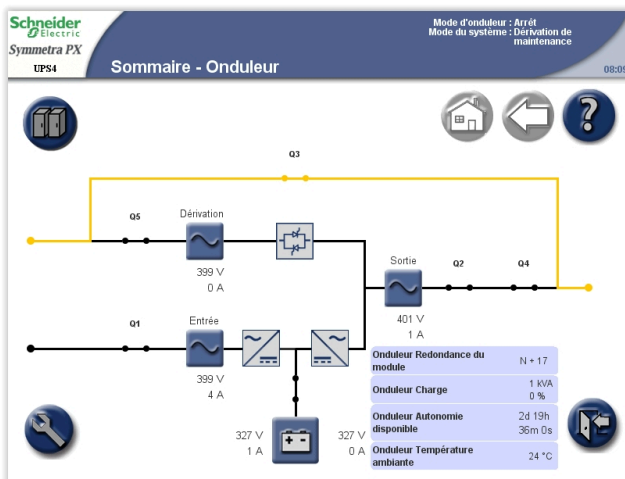 Schneider
Electric
Symmetra PX
UPS4
Sommaire - Onduleur
Mode d'onduleur : Arrêt
Mode du système : Dérivation de
maintenance
08:09
Q3
Q5
Dérivation
399 V
0 A
Sortie
Q2
Q4
401 V
1 A
Q1
Entrée
399 V
4 A
Onduleur Redondance du
module
N + 17
Onduleur Charge
1 kVA
0 %
Onduleur Autonomie
disponible
2d 19h
36m 0s
Onduleur Température
ambiante
24 °C
327 V
1 A
327 V
0 A